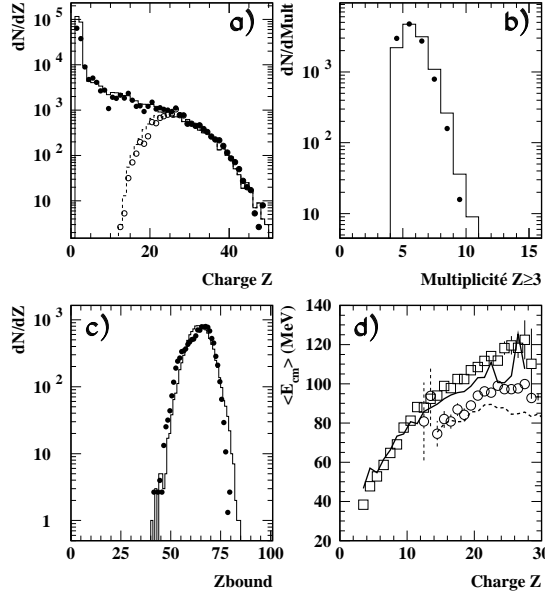 dN/dZ
10⁵
10⁴
10³
10²
10
0 20 40
Charge Z
a)
dN/dMult
10³
10²
10
0 5 10 15
Multiplicité Z≥3
b)
dN/dZ
10³
10²
10
1
0 25 50 75 100
Zbound
c)
<E_cm> (MeV)
140
120
100
80
60
40
20
0 10 20 30
Charge Z
d)